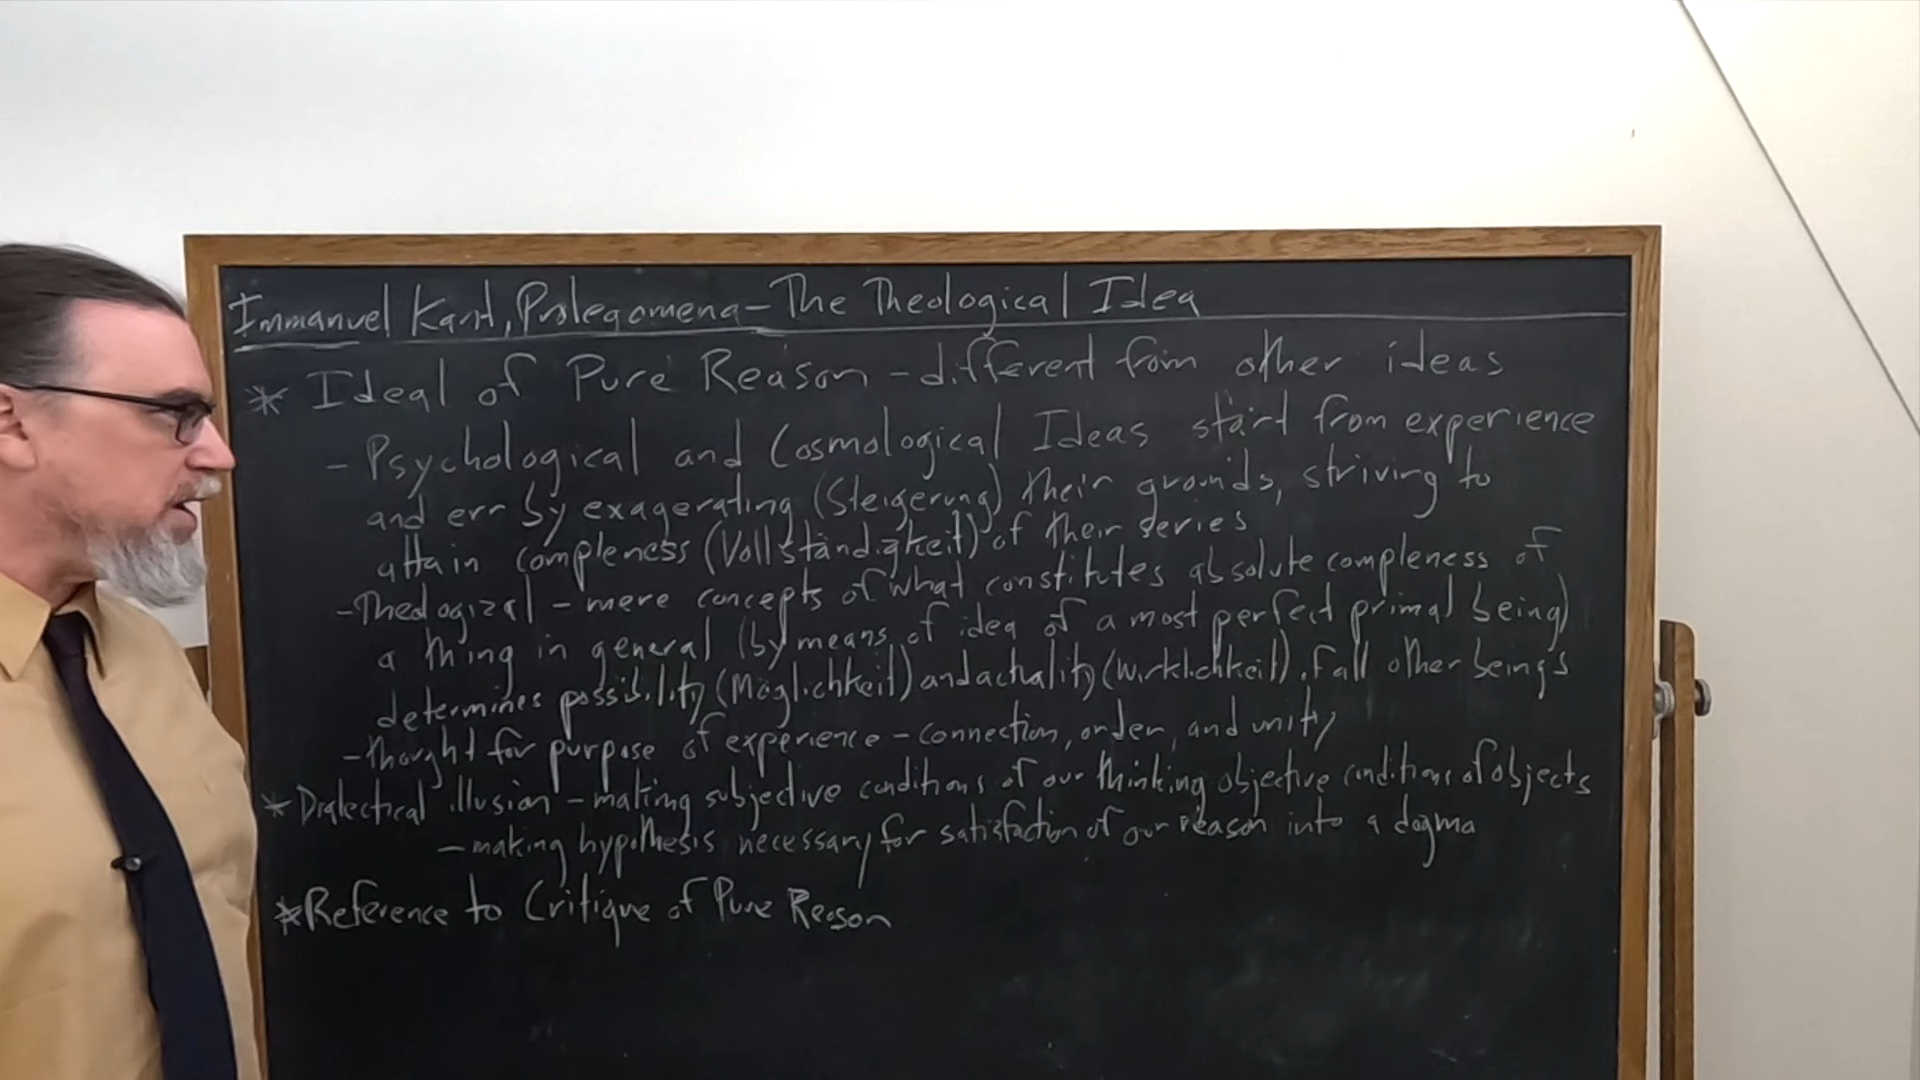 Immanuel Kant, Prolegomena - The Theological Idea
* Ideal of Pure Reason - different from other ideas
- Psychological and Cosmological Ideas start from experience
and err by exagerating (Steigerung) their grounds, striving to
attain compleness (Vollständigkeit) of their series
- Theological - mere concepts of what constitutes absolute compleness of
a thing in general (by means of idea of a most perfect primal being)
determines possibility (Möglichkeit) and actuality (Wirklichkeit) of all other beings
- thought for purpose of experience - connection, order, and unity
* Dialectical illusion - making subjective conditions of our thinking objective conditions of objects
- making hypothesis necessary for satisfaction of our reason into a dogma
* Reference to Critique of Pure Reason